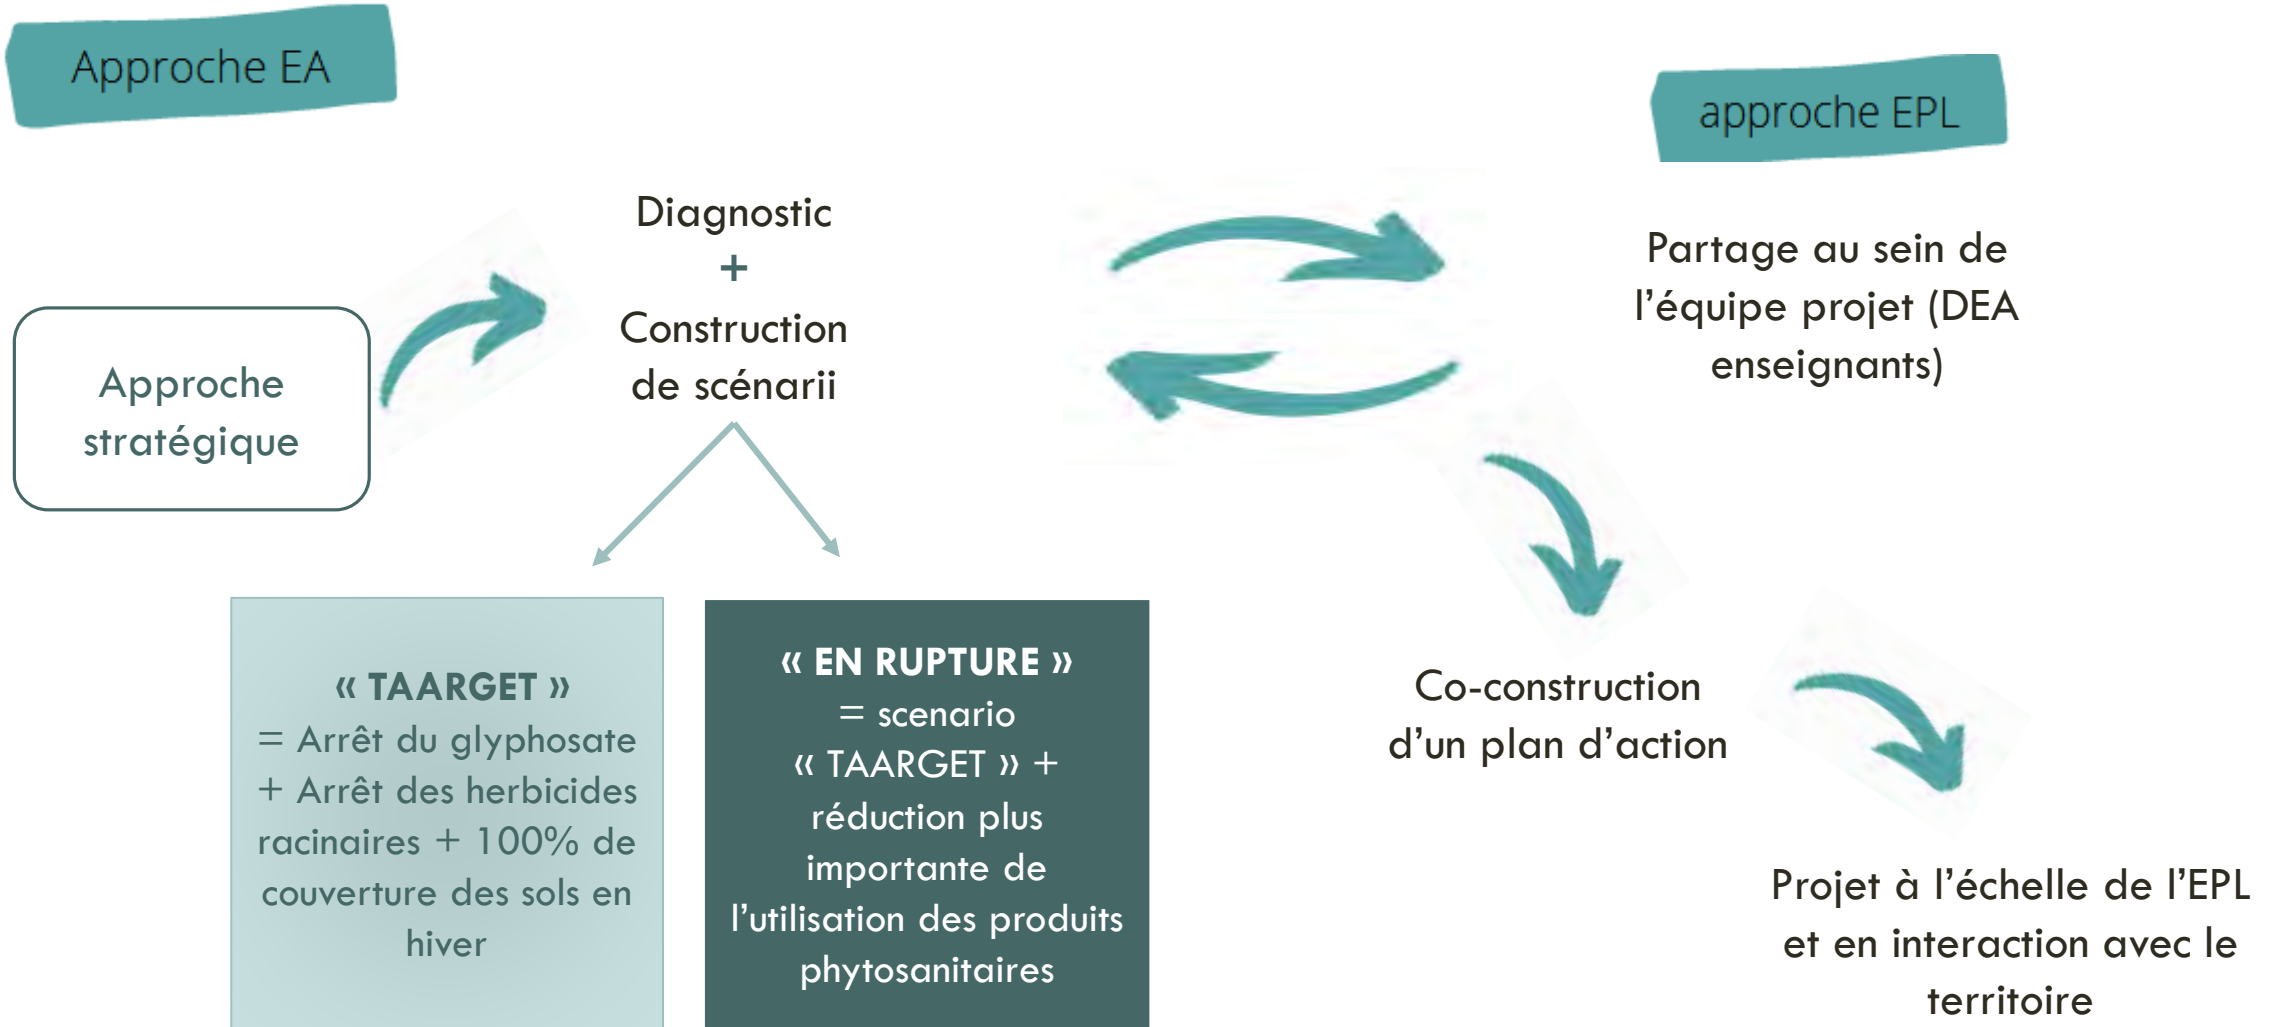 Approche EA
approche EPL
Approche
stratégique
Diagnostic
+
Construction
de scénarii
Partage au sein de
l’équipe projet (DEA
enseignants)
« TAARGET »
= Arrêt du glyphosate
+ Arrêt des herbicides
racinaires + 100% de
couverture des sols en
hiver
« EN RUPTURE »
= scenario
« TAARGET » +
réduction plus
importante de
l’utilisation des produits
phytosanitaires
Co-construction
d’un plan d’action
Projet à l’échelle de l’EPL
et en interaction avec le
territoire